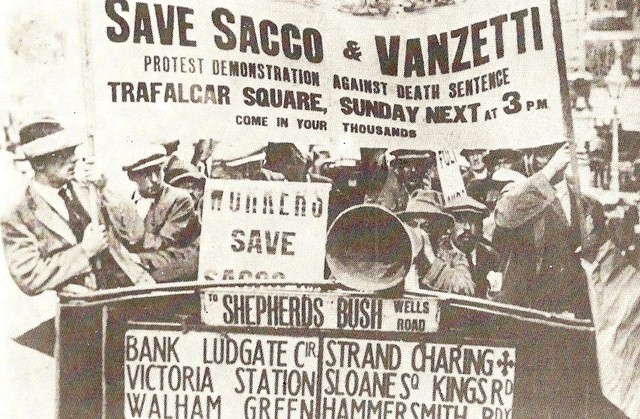 SAVE SACCO & VANZETTI
PROTEST DEMONSTRATION AGAINST DEATH SENTENCE
TRAFALGAR SQUARE, SUNDAY NEXT AT 3 P.M
COME IN YOUR THOUSANDS
WORKERS
SAVE
SACCO
TO SHEPHERDS BUSH WELLS ROAD
BANK LUDGATE CIR STRAND CHARING ✠
VICTORIA STATION SLOANE SQ KINGS RD
WALHAM GREEN HAMMERSMITH BDY